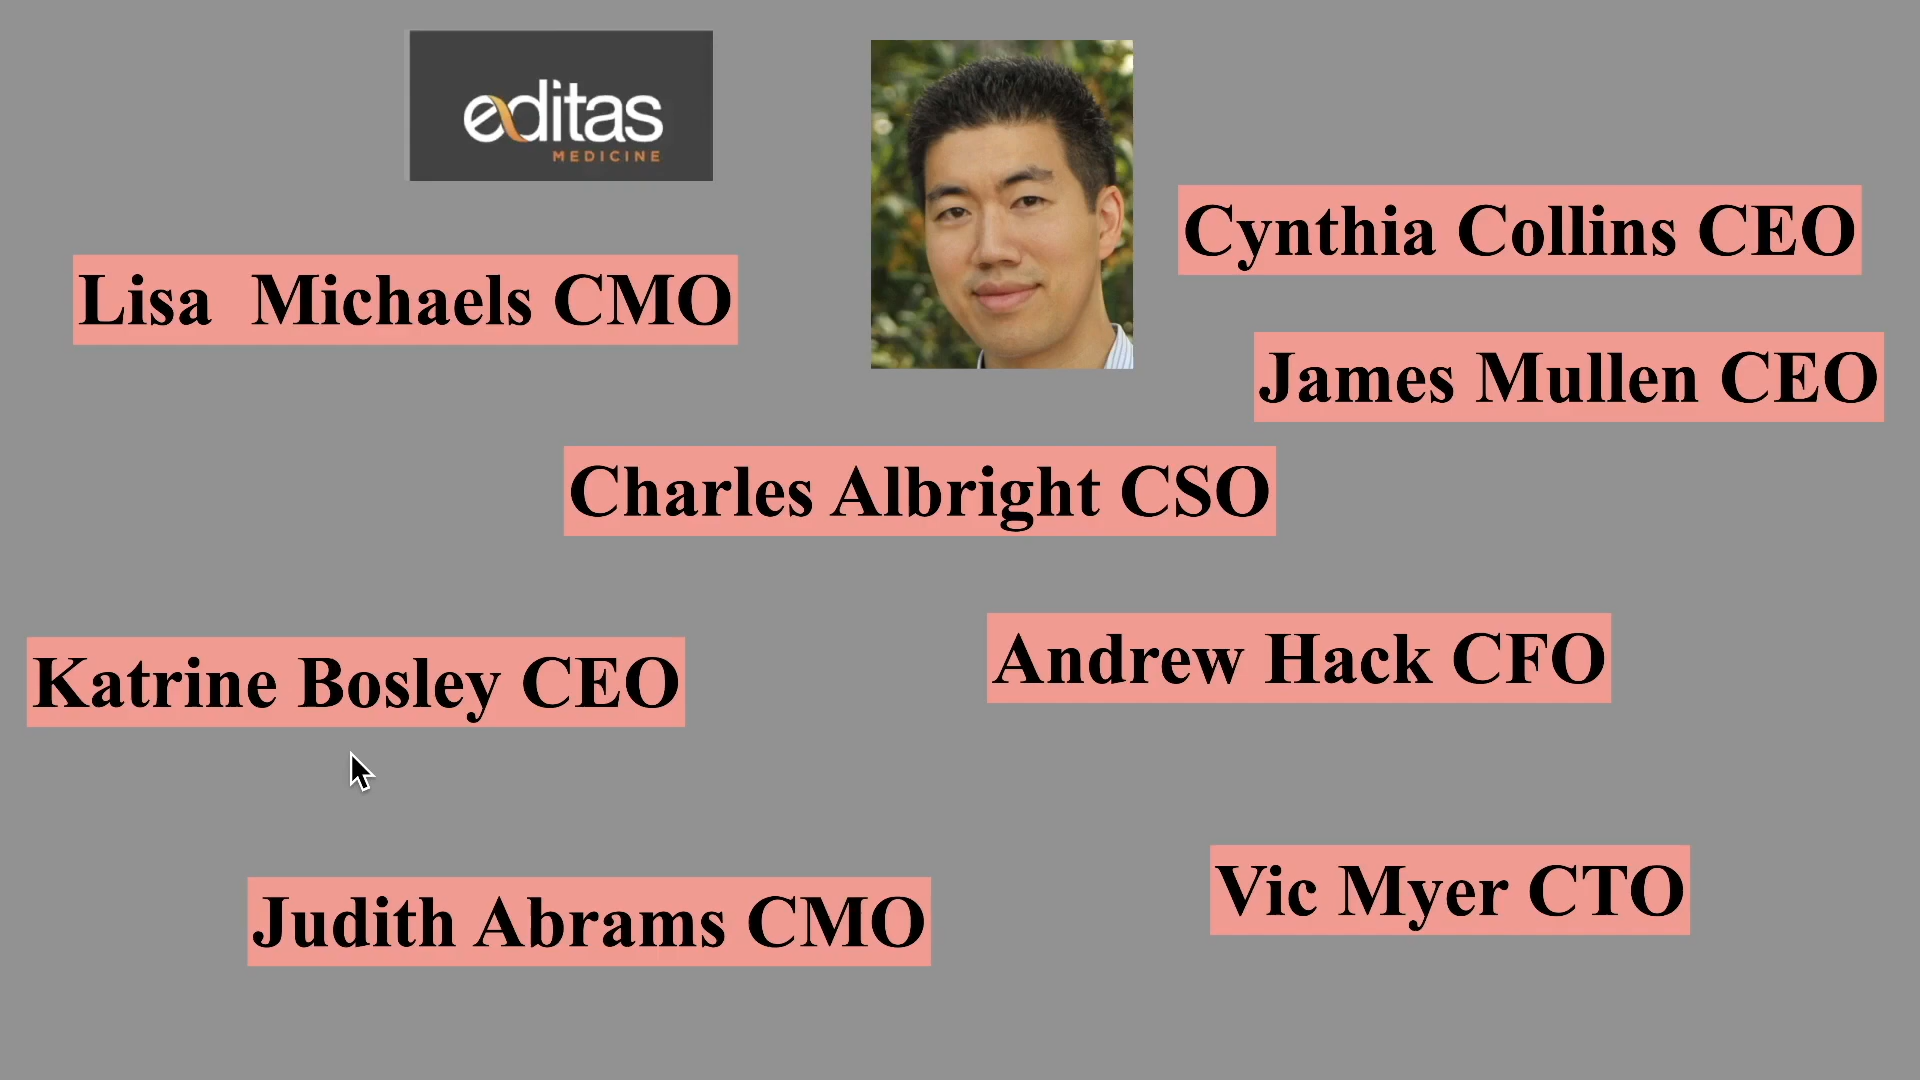 editas
MEDICINE
Cynthia Collins CEO
Lisa  Michaels CMO
James Mullen CEO
Charles Albright CSO
Andrew Hack CFO
Katrine Bosley CEO
Vic Myer CTO
Judith Abrams CMO